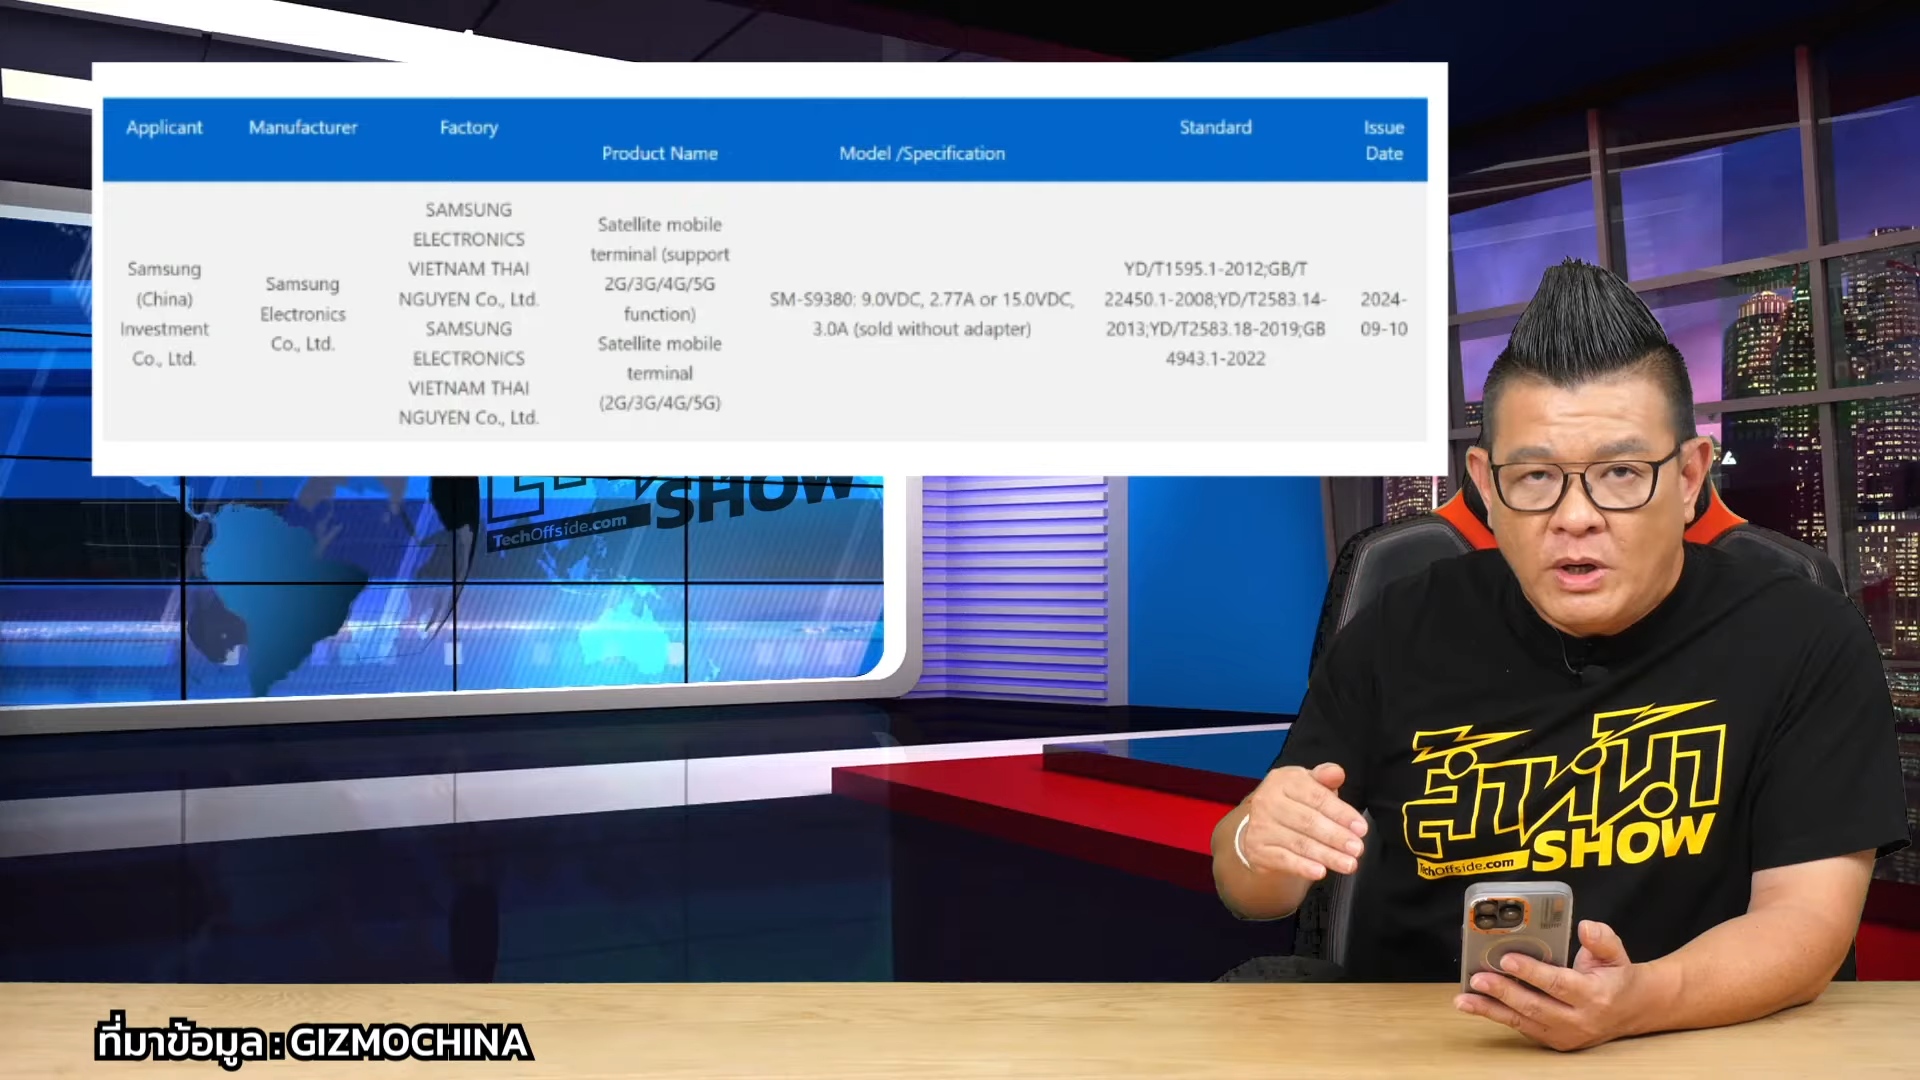 Applicant
Manufacturer
Factory
Product Name
Model /Specification
Standard
Issue
Date
Samsung
(China)
Investment
Co., Ltd.
Samsung
Electronics
Co., Ltd.
SAMSUNG
ELECTRONICS
VIETNAM THAI
NGUYEN Co., Ltd.
SAMSUNG
ELECTRONICS
VIETNAM THAI
NGUYEN Co., Ltd.
Satellite mobile
terminal (support
2G/3G/4G/5G
function)
Satellite mobile
terminal
(2G/3G/4G/5G)
SM-S9380: 9.0VDC, 2.77A or 15.0VDC,
3.0A (sold without adapter)
YD/T1595.1-2012;GB/T
22450.1-2008;YD/T2583.14-
2013;YD/T2583.18-2019;GB
4943.1-2022
2024-
09-10
SHOW
TechOffside.com
ล้ำหน้า
SHOW
TechOffside.com
ที่มาข้อมูล : GIZMOCHINA